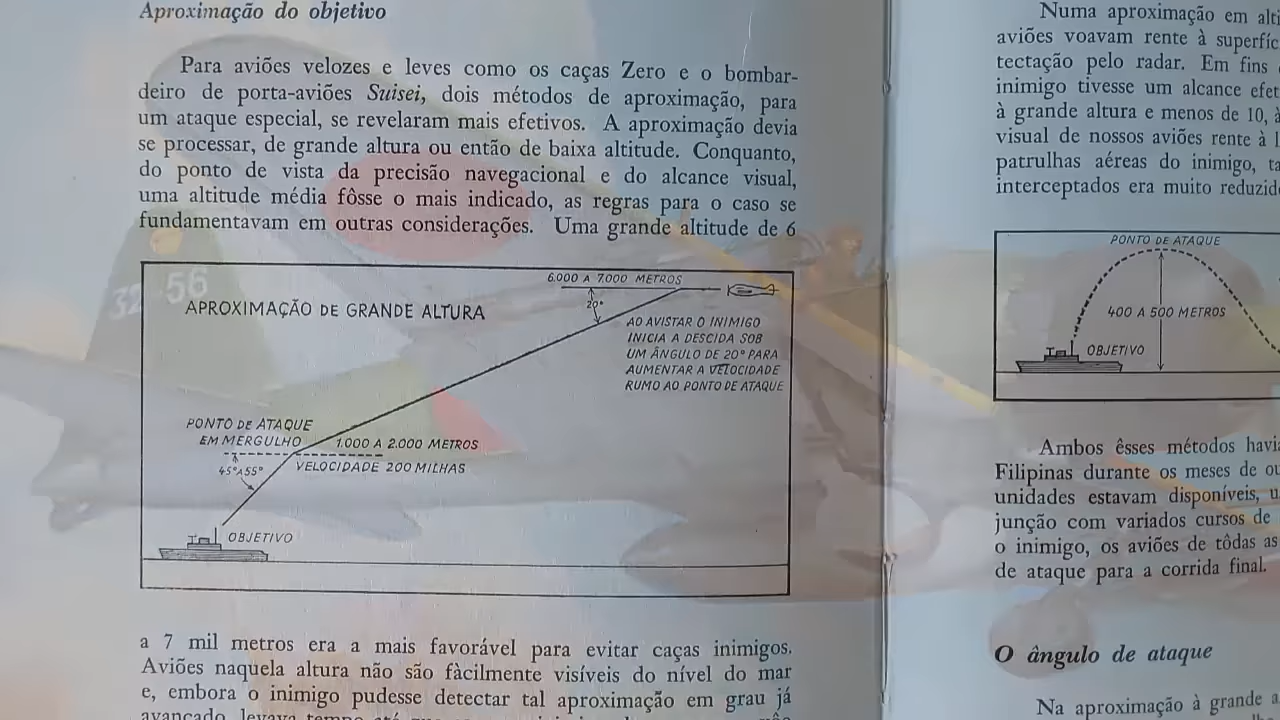 Aproximação do objetivo
Para aviões velozes e leves como os caças Zero e o bombar-
deiro de porta-aviões Suisei, dois métodos de aproximação, para
um ataque especial, se revelaram mais efetivos. A aproximação devia
se processar, de grande altura ou então de baixa altitude. Conquanto,
do ponto de vista da precisão navegacional e do alcance visual,
uma altitude média fôsse o mais indicado, as regras para o caso se
fundamentavam em outras considerações. Uma grande altitude de 6
32 56
APROXIMAÇÃO DE GRANDE ALTURA
6.000 A 7.000 METROS
20°
AO AVISTAR O INIMIGO
INICIA A DESCIDA SOB
UM ÂNGULO DE 20° PARA
AUMENTAR A VELOCIDADE
RUMO AO PONTO DE ATAQUE
PONTO DE ATAQUE
EM MERGULHO
1.000 A 2.000 METROS
45° A 55°
VELOCIDADE 200 MILHAS
OBJETIVO
a 7 mil metros era a mais favorável para evitar caças inimigos.
Aviões naquela altura não são fàcilmente visíveis do nível do mar
e, embora o inimigo pudesse detectar tal aproximação em grau já
avançado, levava tempo
Numa aproximação em
aviões voavam rente à
tectação pelo radar. Em fins
inimigo tivesse um alcance
à grande altura e menos de 10,
visual de nossos aviões rente à
patrulhas aéreas do inimigo,
interceptados era muito
PONTO DE ATAQUE
400 A 500 METROS
OBJETIVO
Ambos êsses métodos
Filipinas durante os meses de
unidades estavam disponíveis,
junção com variados cursos de
o inimigo, os aviões de tôdas as
de ataque para a corrida final.
O ângulo de ataque
Na aproximação à grande